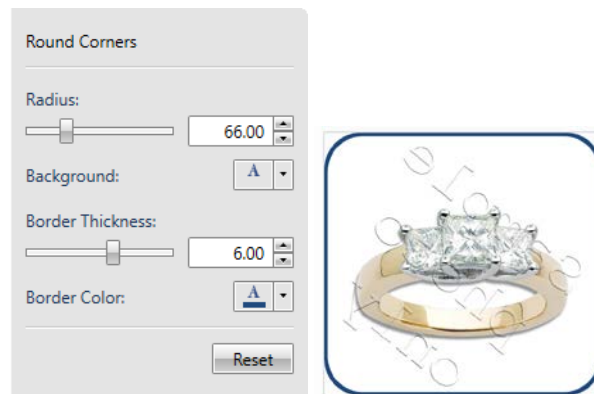 Round Corners
Radius:
66.00
Background:
A
Border Thickness:
6.00
Border Color:
A
Reset